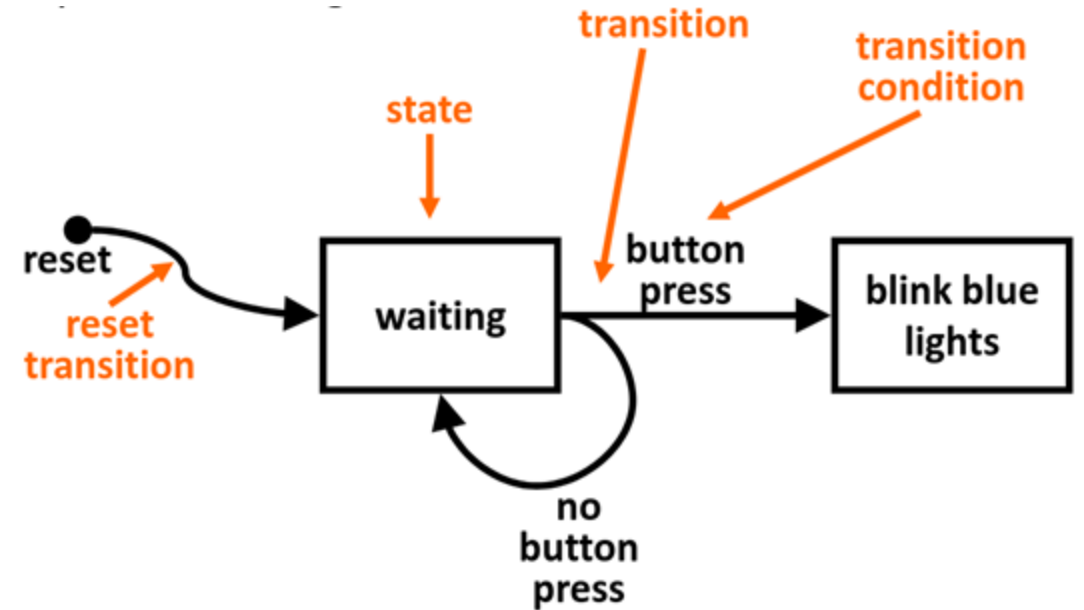 transition
transition
condition
state
reset
reset
transition
waiting
button
press
blink blue
lights
no
button
press